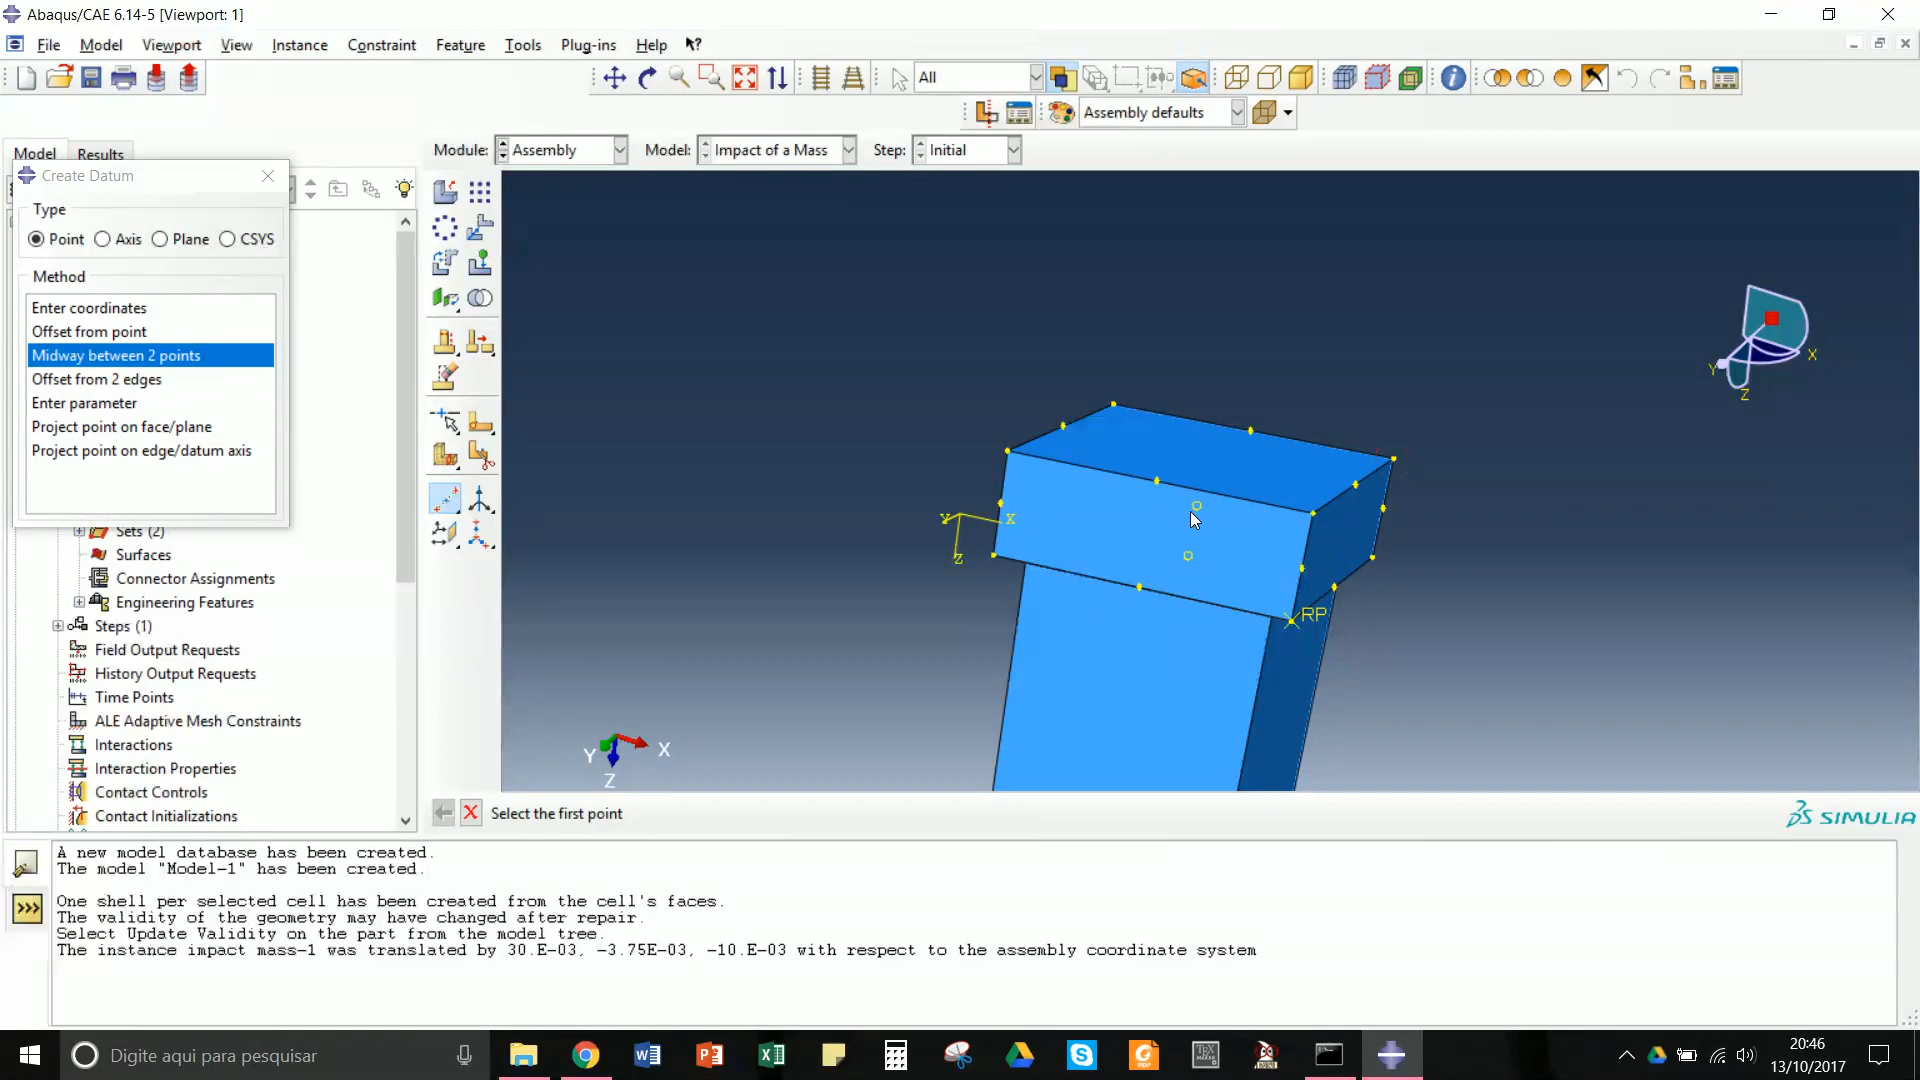 Abaqus/CAE 6.14-5 [Viewport: 1]
File Model Viewport View Instance Constraint Feature Tools Plug-ins Help
All
Assembly defaults
Model Results
Module: Assembly Model: Impact of a Mass Step: Initial
Create Datum
Type
Point Axis Plane CSYS
Method
Enter coordinates
Offset from point
Midway between 2 points
Offset from 2 edges
Enter parameter
Project point on face/plane
Project point on edge/datum axis
Sets (2)
Surfaces
Connector Assignments
Engineering Features
Steps (1)
Field Output Requests
History Output Requests
Time Points
ALE Adaptive Mesh Constraints
Interactions
Interaction Properties
Contact Controls
Contact Initializations
X
Y
Z
Y X
Z
RP
Y X
Z
Select the first point
SIMULIA
A new model database has been created.
The model "Model-1" has been created.
One shell per selected cell has been created from the cell's faces.
The validity of the geometry may have changed after repair.
Select Update Validity on the part from the model tree.
The instance impact mass-1 was translated by 30.E-03, -3.75E-03, -10.E-03 with respect to the assembly coordinate system
Digite aqui para pesquisar
20:46
13/10/2017